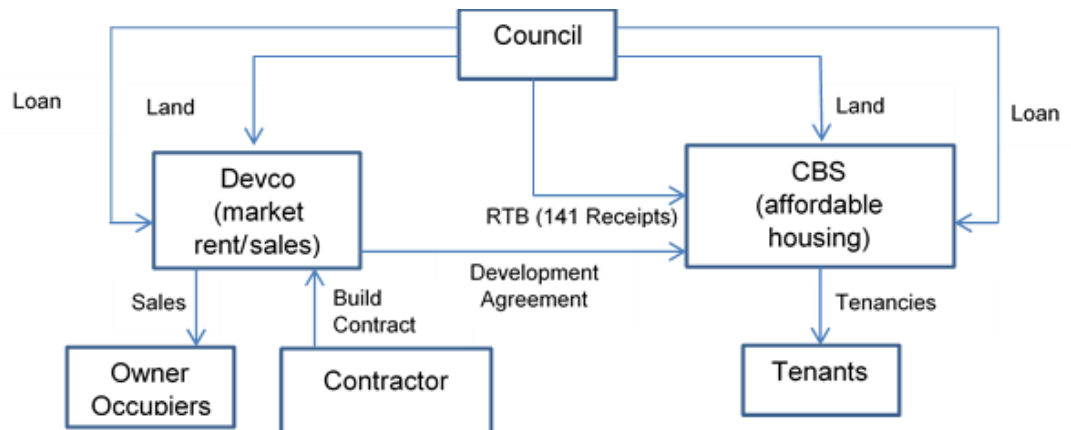 Council
Loan
Land
Land
Loan
Devco
(market
rent/sales)
CBS
(affordable
housing)
RTB (141 Receipts)
Development
Agreement
Sales
Build
Contract
Tenancies
Owner
Occupiers
Contractor
Tenants